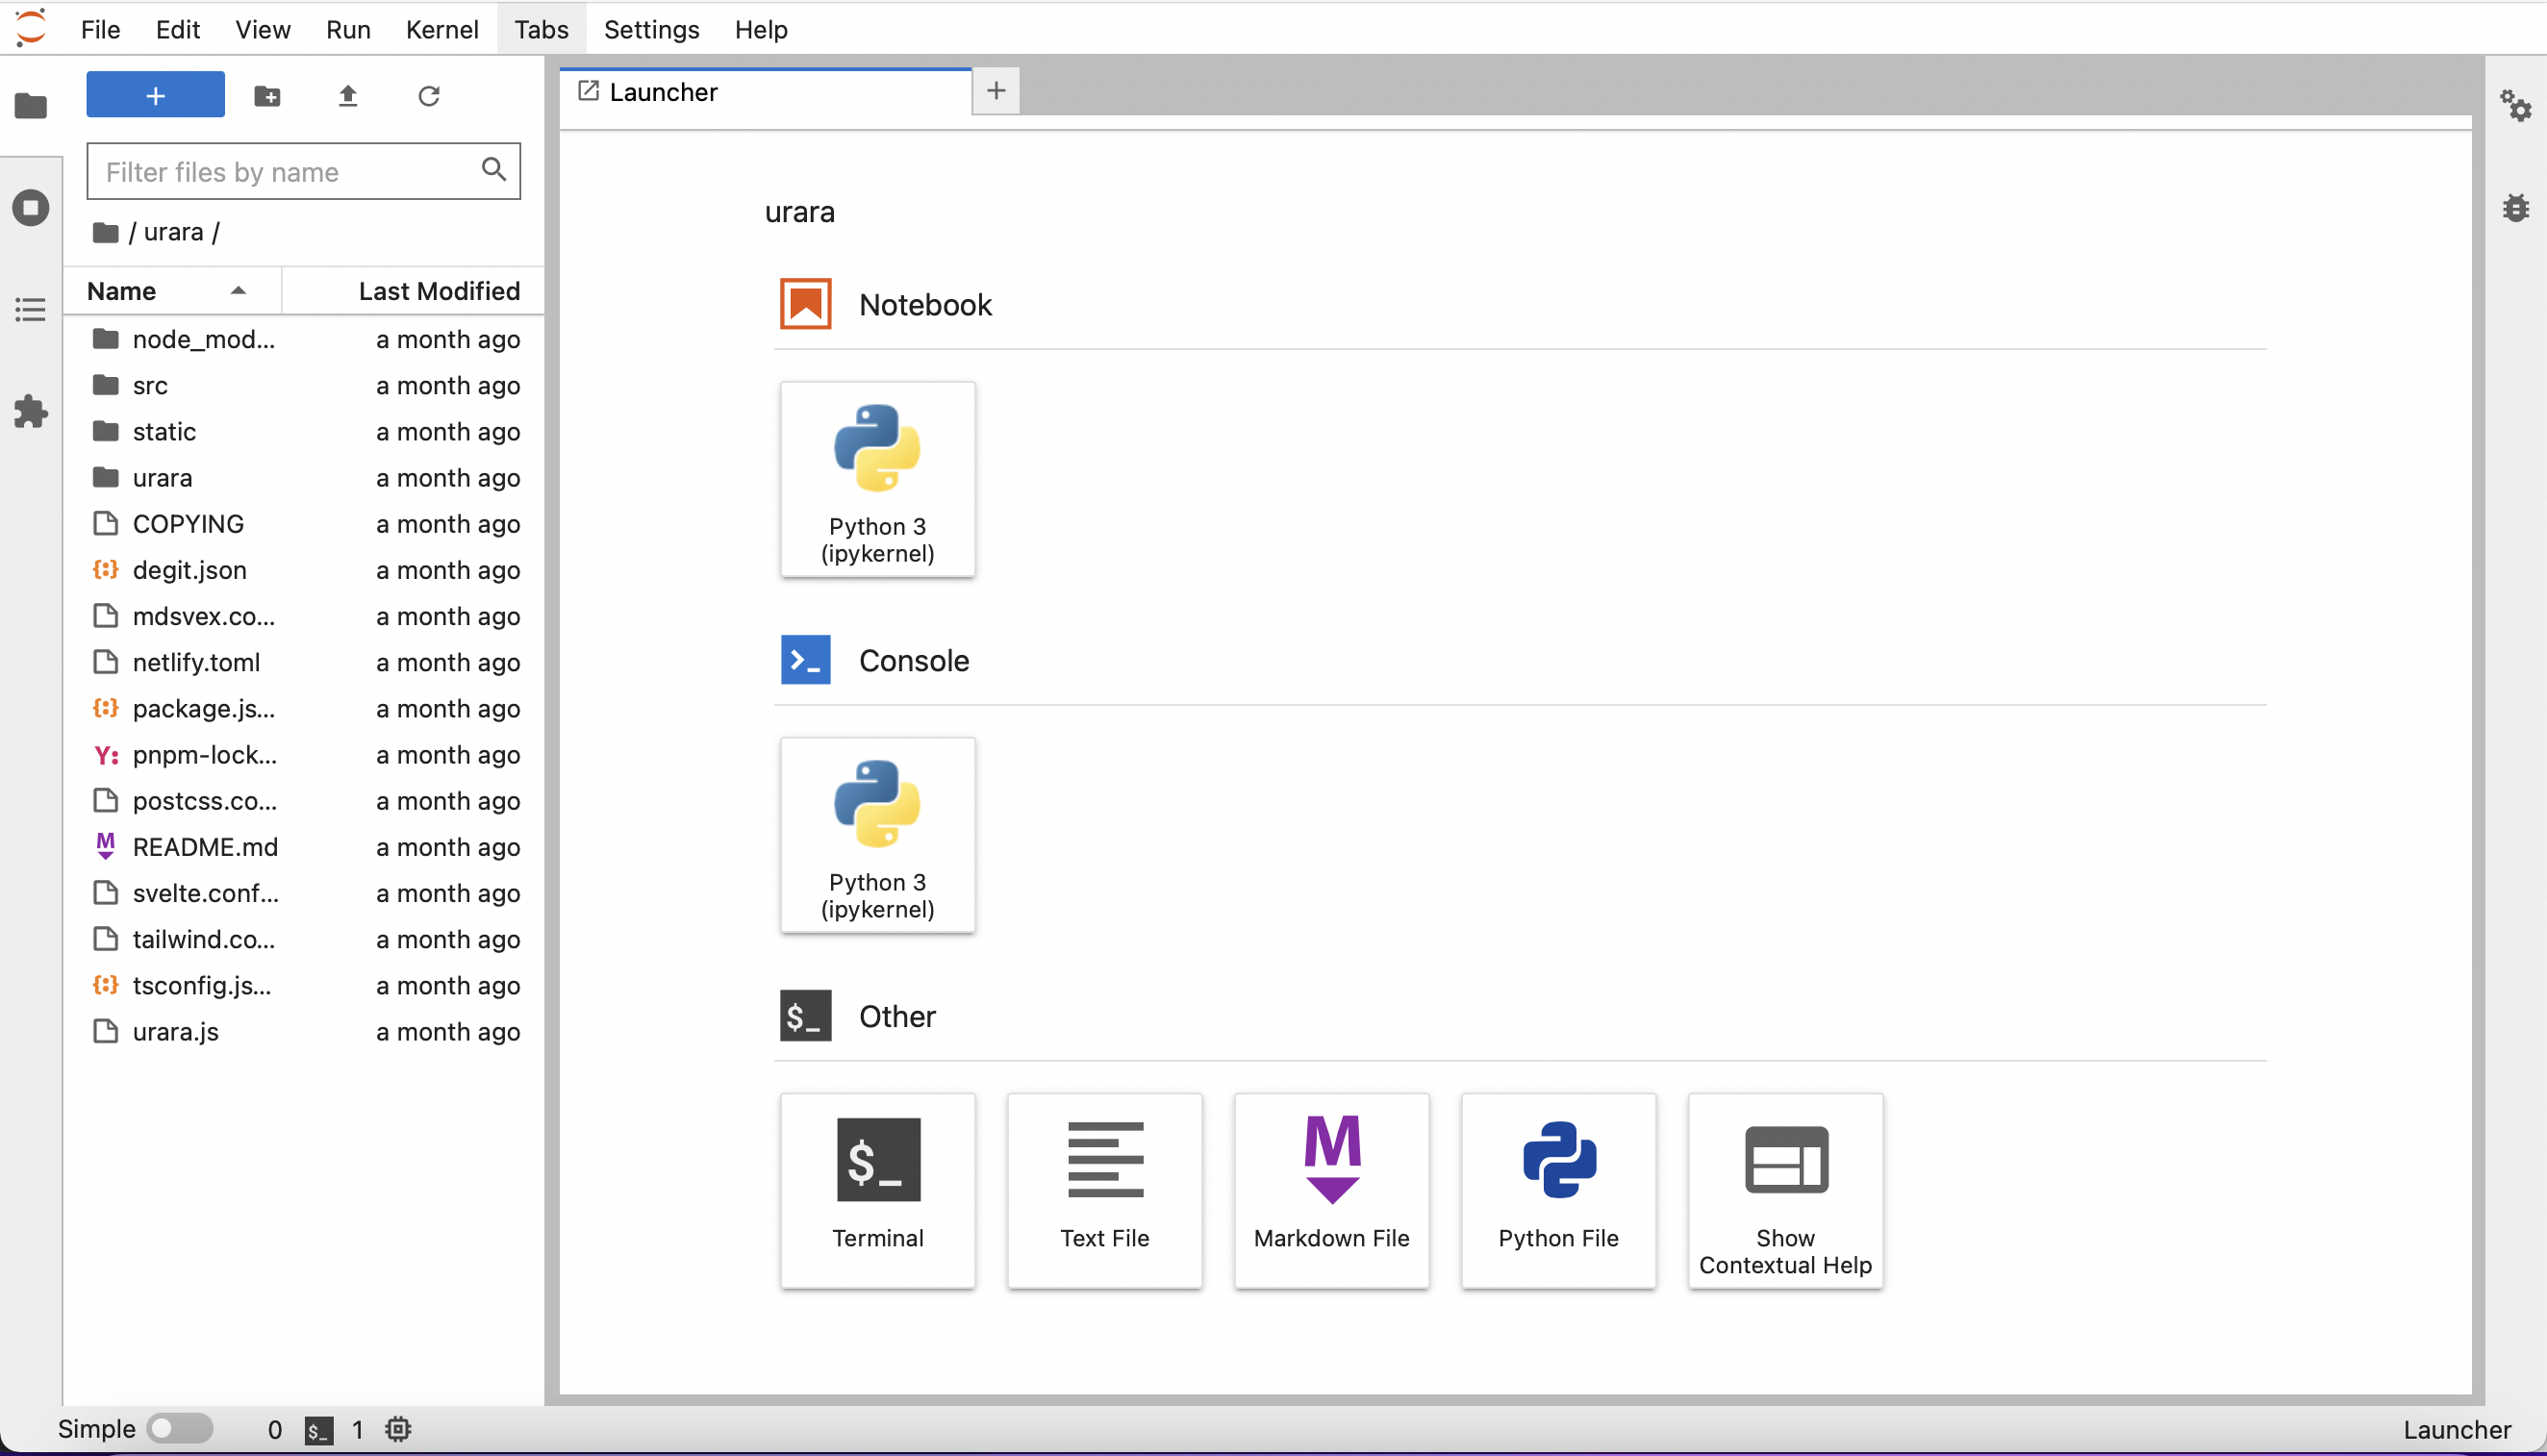 File Edit View Run Kernel Tabs Settings Help
+
Filter files by name
/ urara /
Name Last Modified
node_mod... a month ago
src a month ago
static a month ago
urara a month ago
COPYING a month ago
degit.json a month ago
mdsvex.co... a month ago
netlify.toml a month ago
package.js... a month ago
pnpm-lock... a month ago
postcss.co... a month ago
README.md a month ago
svelte.conf... a month ago
tailwind.co... a month ago
tsconfig.js... a month ago
urara.js a month ago
Launcher +
urara
Notebook
Python 3
(ipykernel)
Console
Python 3
(ipykernel)
$_ Other
$_
Terminal
Text File
M
Markdown File
Python File
Show
Contextual Help
Simple 0 $_ 1 Launcher